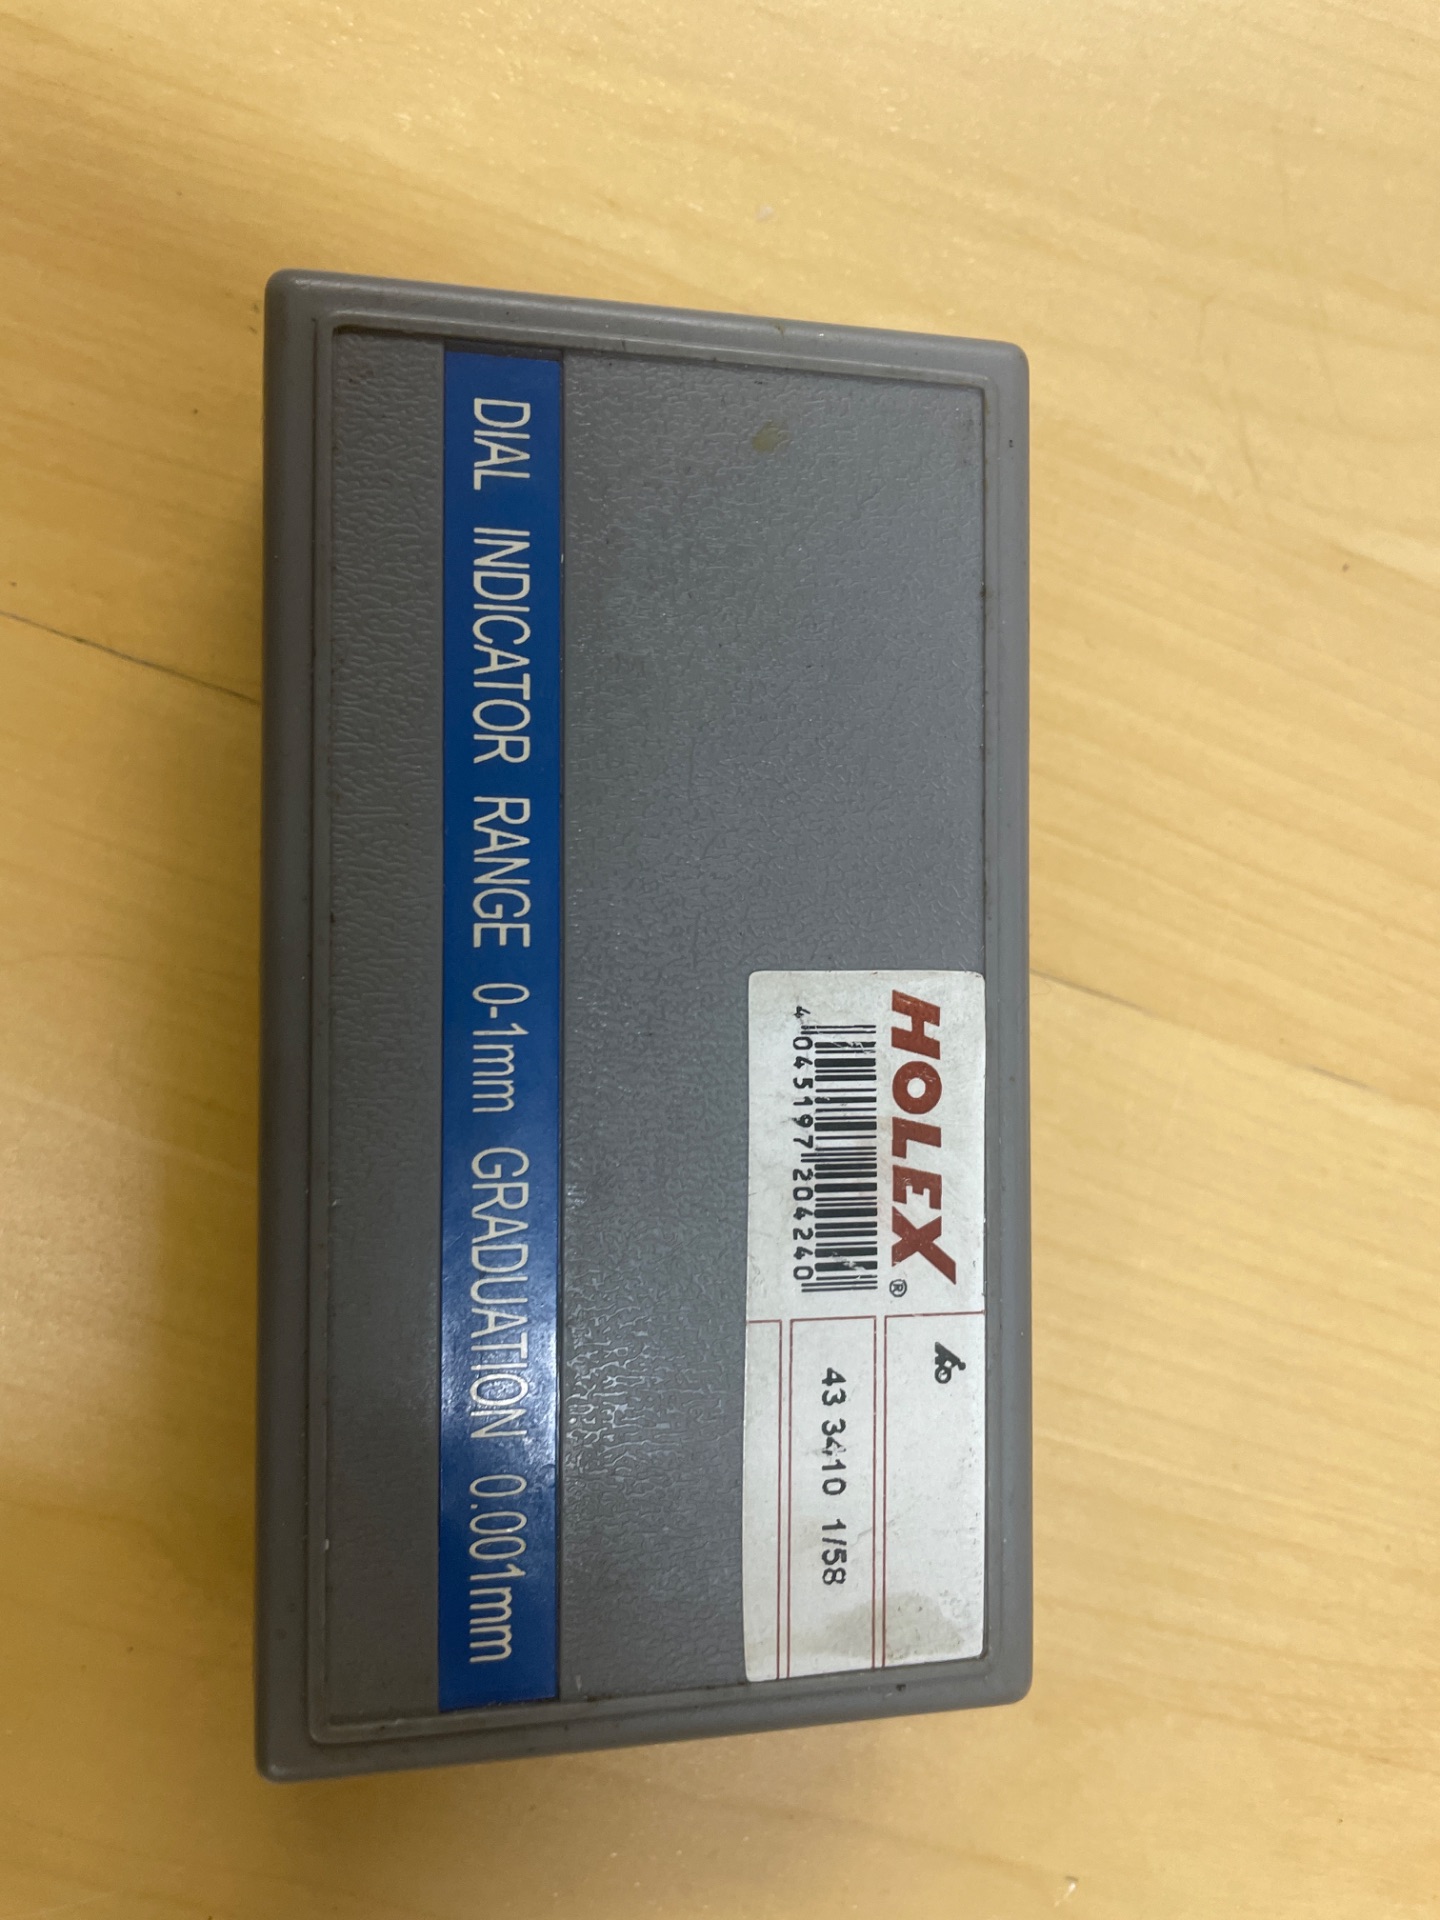 HOLEX®
4 045197 204240
43 3410 1/58
DIAL INDICATOR RANGE 0-1mm GRADUATION 0.001mm